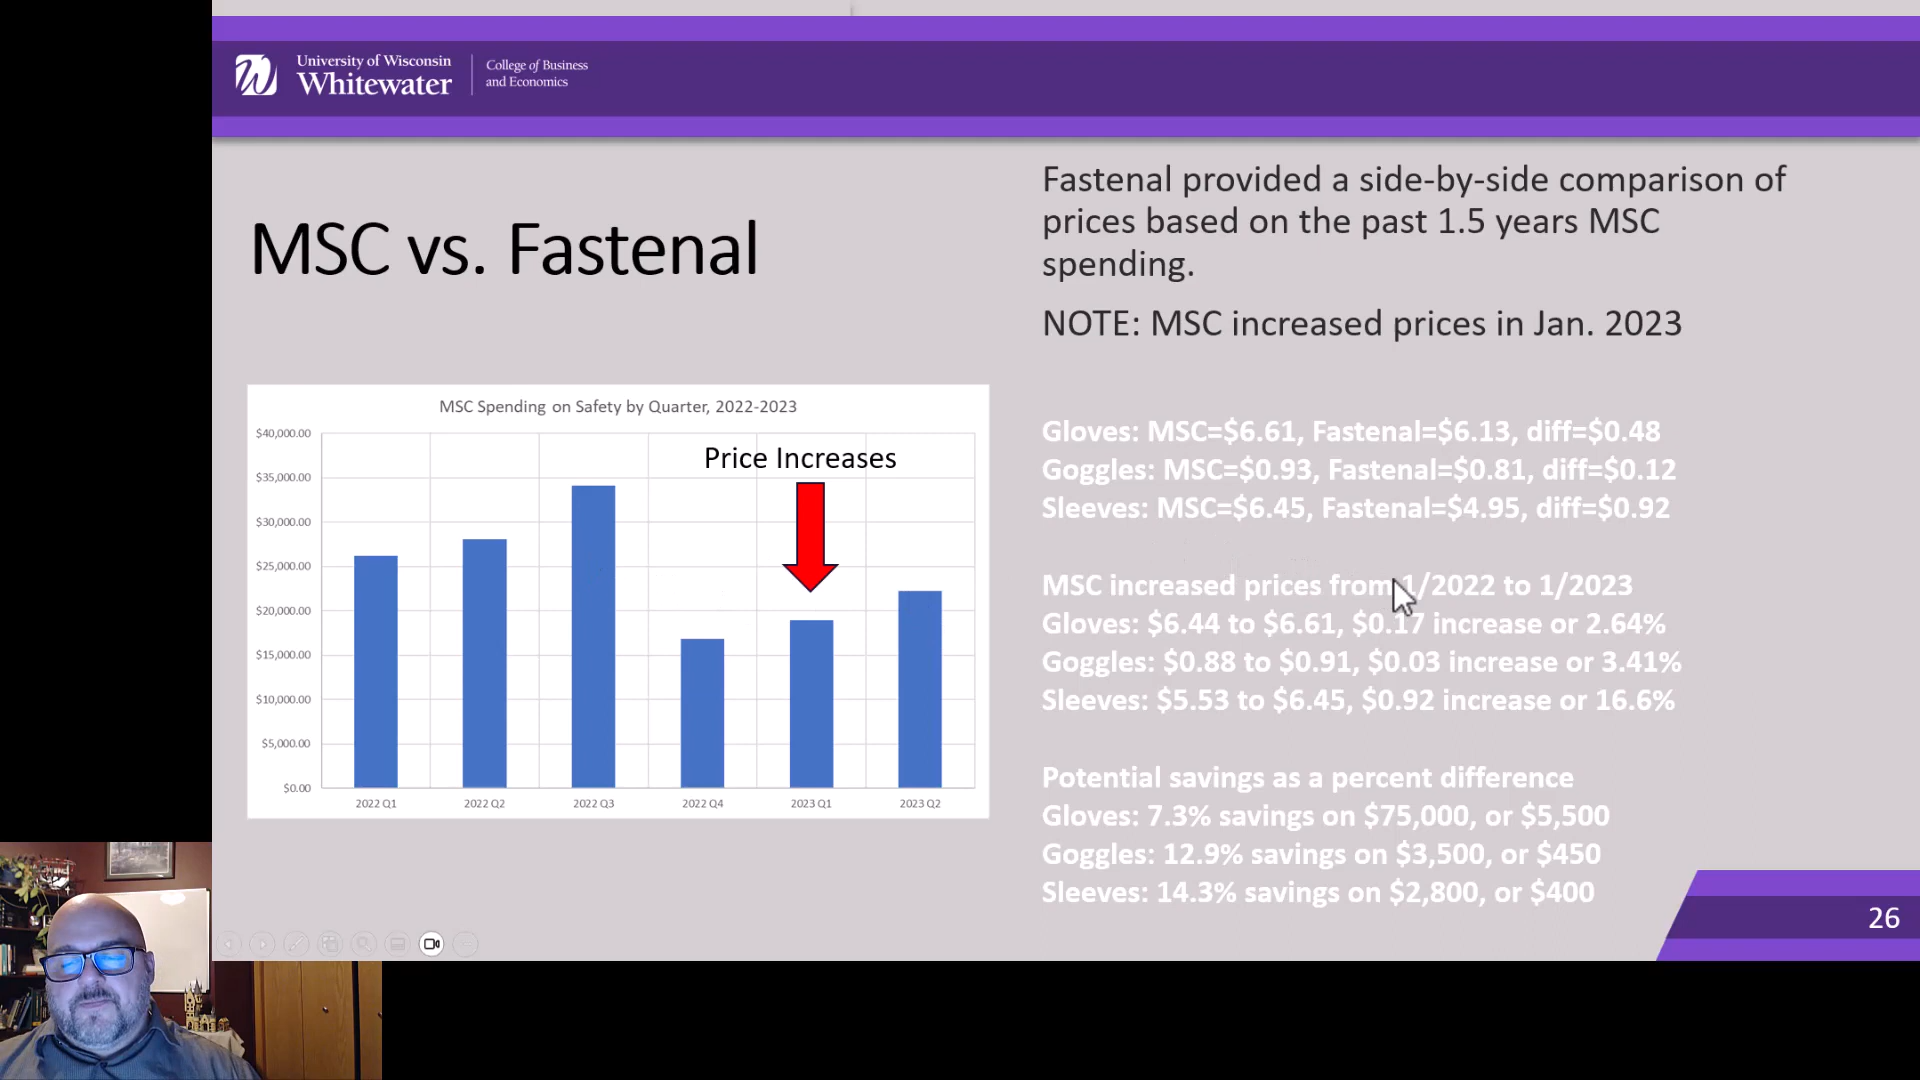 University of Wisconsin
Whitewater
College of Business
and Economics
MSC vs. Fastenal
Fastenal provided a side-by-side comparison of
prices based on the past 1.5 years MSC
spending.
NOTE: MSC increased prices in Jan. 2023
MSC Spending on Safety by Quarter, 2022-2023
$40,000.00
$35,000.00
$30,000.00
$25,000.00
$20,000.00
$15,000.00
$10,000.00
$5,000.00
$0.00
Price Increases
2022 Q1
2022 Q2
2022 Q3
2022 Q4
2023 Q1
2023 Q2
Gloves: MSC=$6.61, Fastenal=$6.13, diff=$0.48
Goggles: MSC=$0.93, Fastenal=$0.81, diff=$0.12
Sleeves: MSC=$6.45, Fastenal=$4.95, diff=$0.92
MSC increased prices from 1/2022 to 1/2023
Gloves: $6.44 to $6.61, $0.17 increase or 2.64%
Goggles: $0.88 to $0.91, $0.03 increase or 3.41%
Sleeves: $5.53 to $6.45, $0.92 increase or 16.6%
Potential savings as a percent difference
Gloves: 7.3% savings on $75,000, or $5,500
Goggles: 12.9% savings on $3,500, or $450
Sleeves: 14.3% savings on $2,800, or $400
26